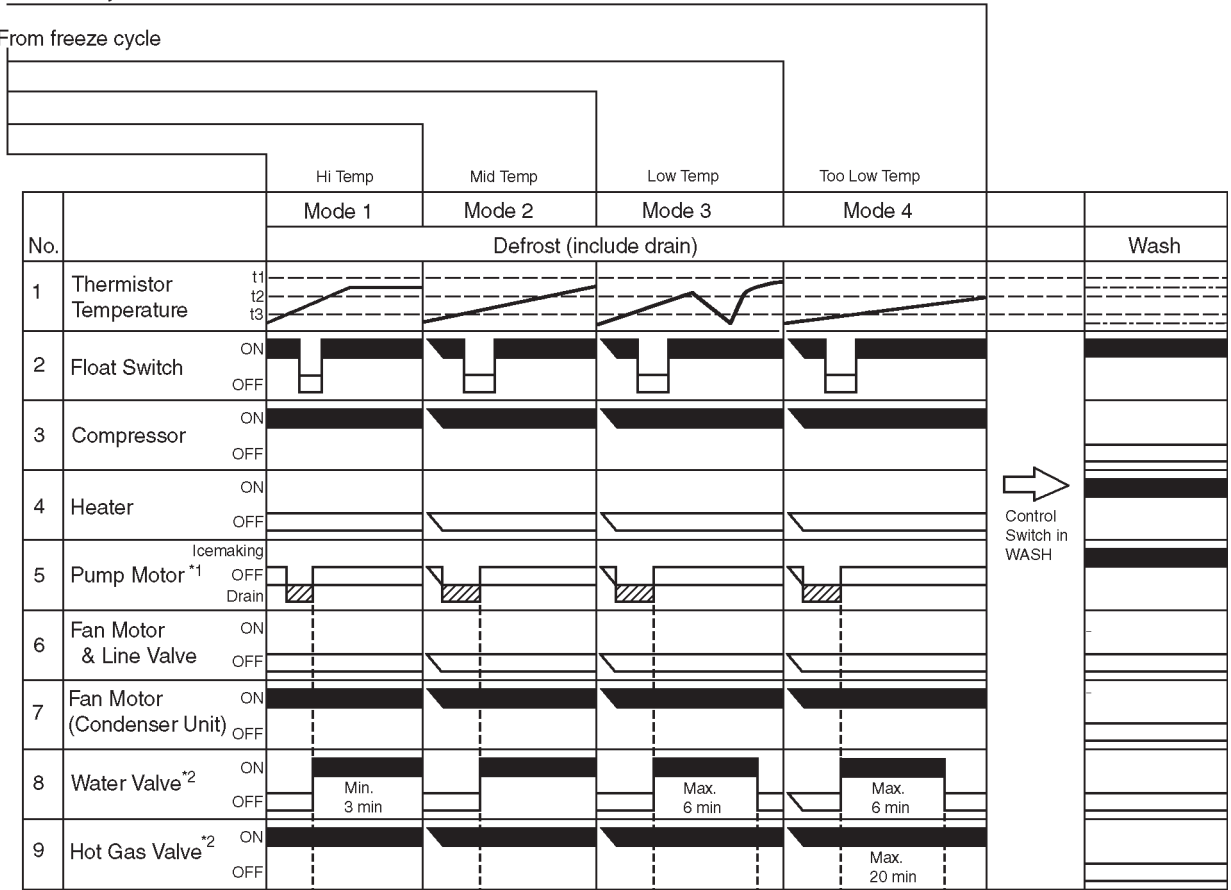 From freeze cycle
Hi Temp
Mid Temp
Low Temp
Too Low Temp
Mode 1
Mode 2
Mode 3
Mode 4
No.
Defrost (include drain)
Wash
1
Thermistor
Temperature
t1
t2
t3
2
Float Switch
ON
OFF
3
Compressor
ON
OFF
4
Heater
ON
OFF
Control
Switch in
WASH
5
Pump Motor *1
Icemaking
OFF
Drain
6
Fan Motor
& Line Valve
ON
OFF
7
Fan Motor
(Condenser Unit)
ON
OFF
8
Water Valve*2
ON
OFF
Min.
3 min
Max.
6 min
Max.
6 min
9
Hot Gas Valve*2
ON
OFF
Max.
20 min